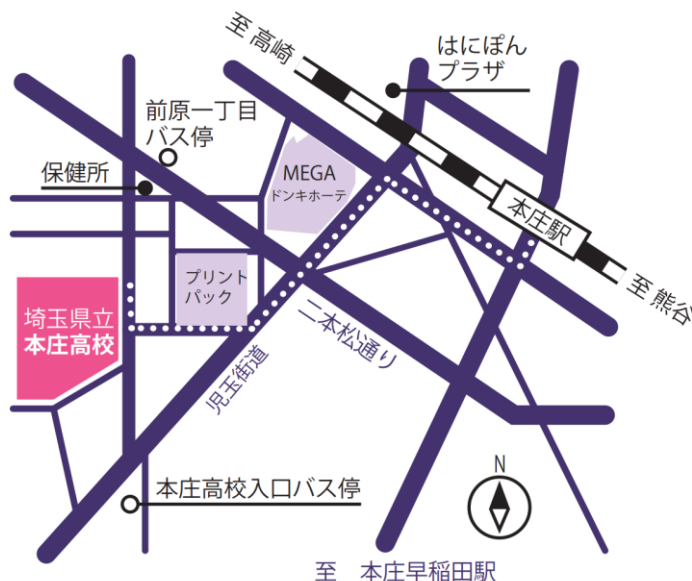 至 高崎
はにぽん
プラザ
前原一丁目
バス停
保健所
MEGA
ドンキホーテ
本庄駅
至 熊谷
プリント
パック
埼玉県立
本庄高校
二本松通り
児玉街道
N
本庄高校入口バス停
至 本庄早稲田駅